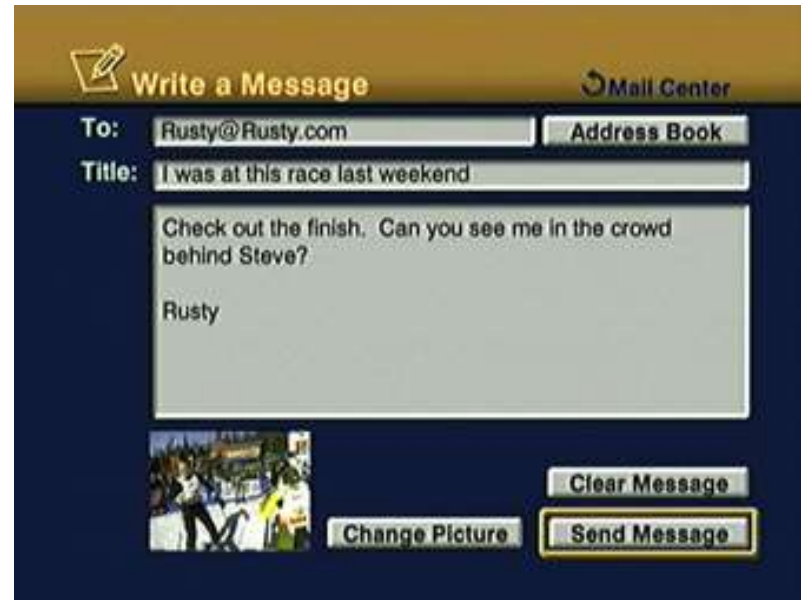 Write a Message
Mail Center
To: Rusty@Rusty.com Address Book
Title: I was at this race last weekend
Check out the finish. Can you see me in the crowd
behind Steve?
Rusty
Clear Message
Change Picture Send Message